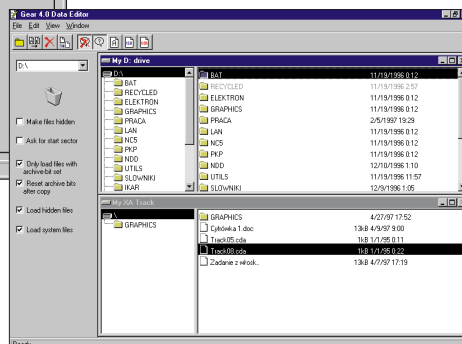 Gear 4.0 Data Editor
File Edit View Window
D:\
Make files hidden
Ask for start sector
Only load files with
archive-bit set
Reset archive bits
after copy
Load hidden files
Load system files
My D: drive
D:\
BAT
RECYCLED
ELEKTRON
GRAPHICS
PRACA
LAN
NC5
PKP
NDD
UTILS
SLOWNIKI
IKAR
BAT 11/19/1996 0:12
RECYCLED 11/19/1996 2:57
ELEKTRON 11/19/1996 0:12
GRAPHICS 11/19/1996 0:12
PRACA 2/5/1997 19:29
LAN 11/19/1996 0:12
NC5 11/19/1996 0:12
PKP 11/19/1996 0:12
NDD 12/10/1996 1:10
UTILS 11/19/1996 11:57
SLOWNIKI 12/9/1996 1:05
My XA Track
\
GRAPHICS
GRAPHICS 4/27/97 17:52
Cyfrówka 1.doc 13kB 4/9/97 9:00
Track05.cda 1kB 1/1/95 0:11
Track08.cda 1kB 1/1/95 0:22
Zadanie z włosk.. 13kB 4/7/97 17:19
Ready